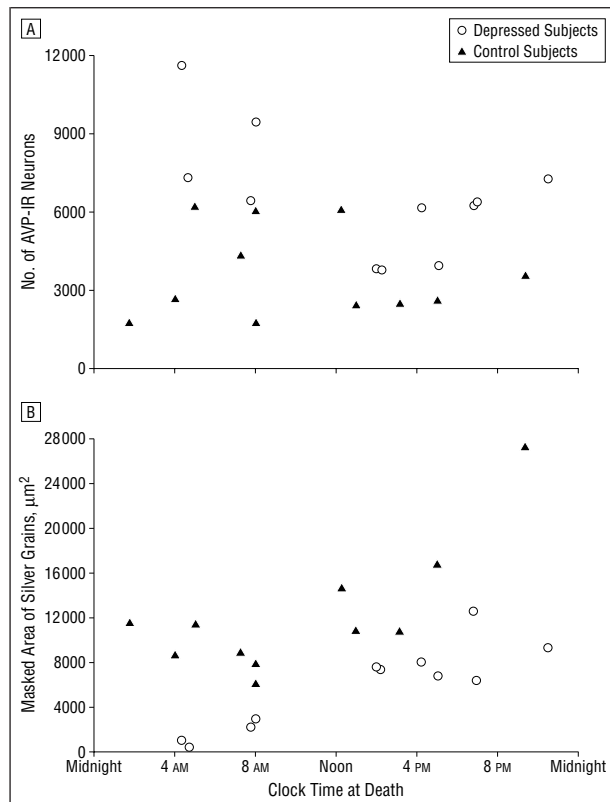 A
Depressed Subjects
Control Subjects
12000
9000
6000
3000
0
No. of AVP-IR Neurons
B
28000
24000
20000
16000
12000
8000
4000
0
Masked Area of Silver Grains, μm²
Midnight 4 AM 8 AM Noon 4 PM 8 PM Midnight
Clock Time at Death